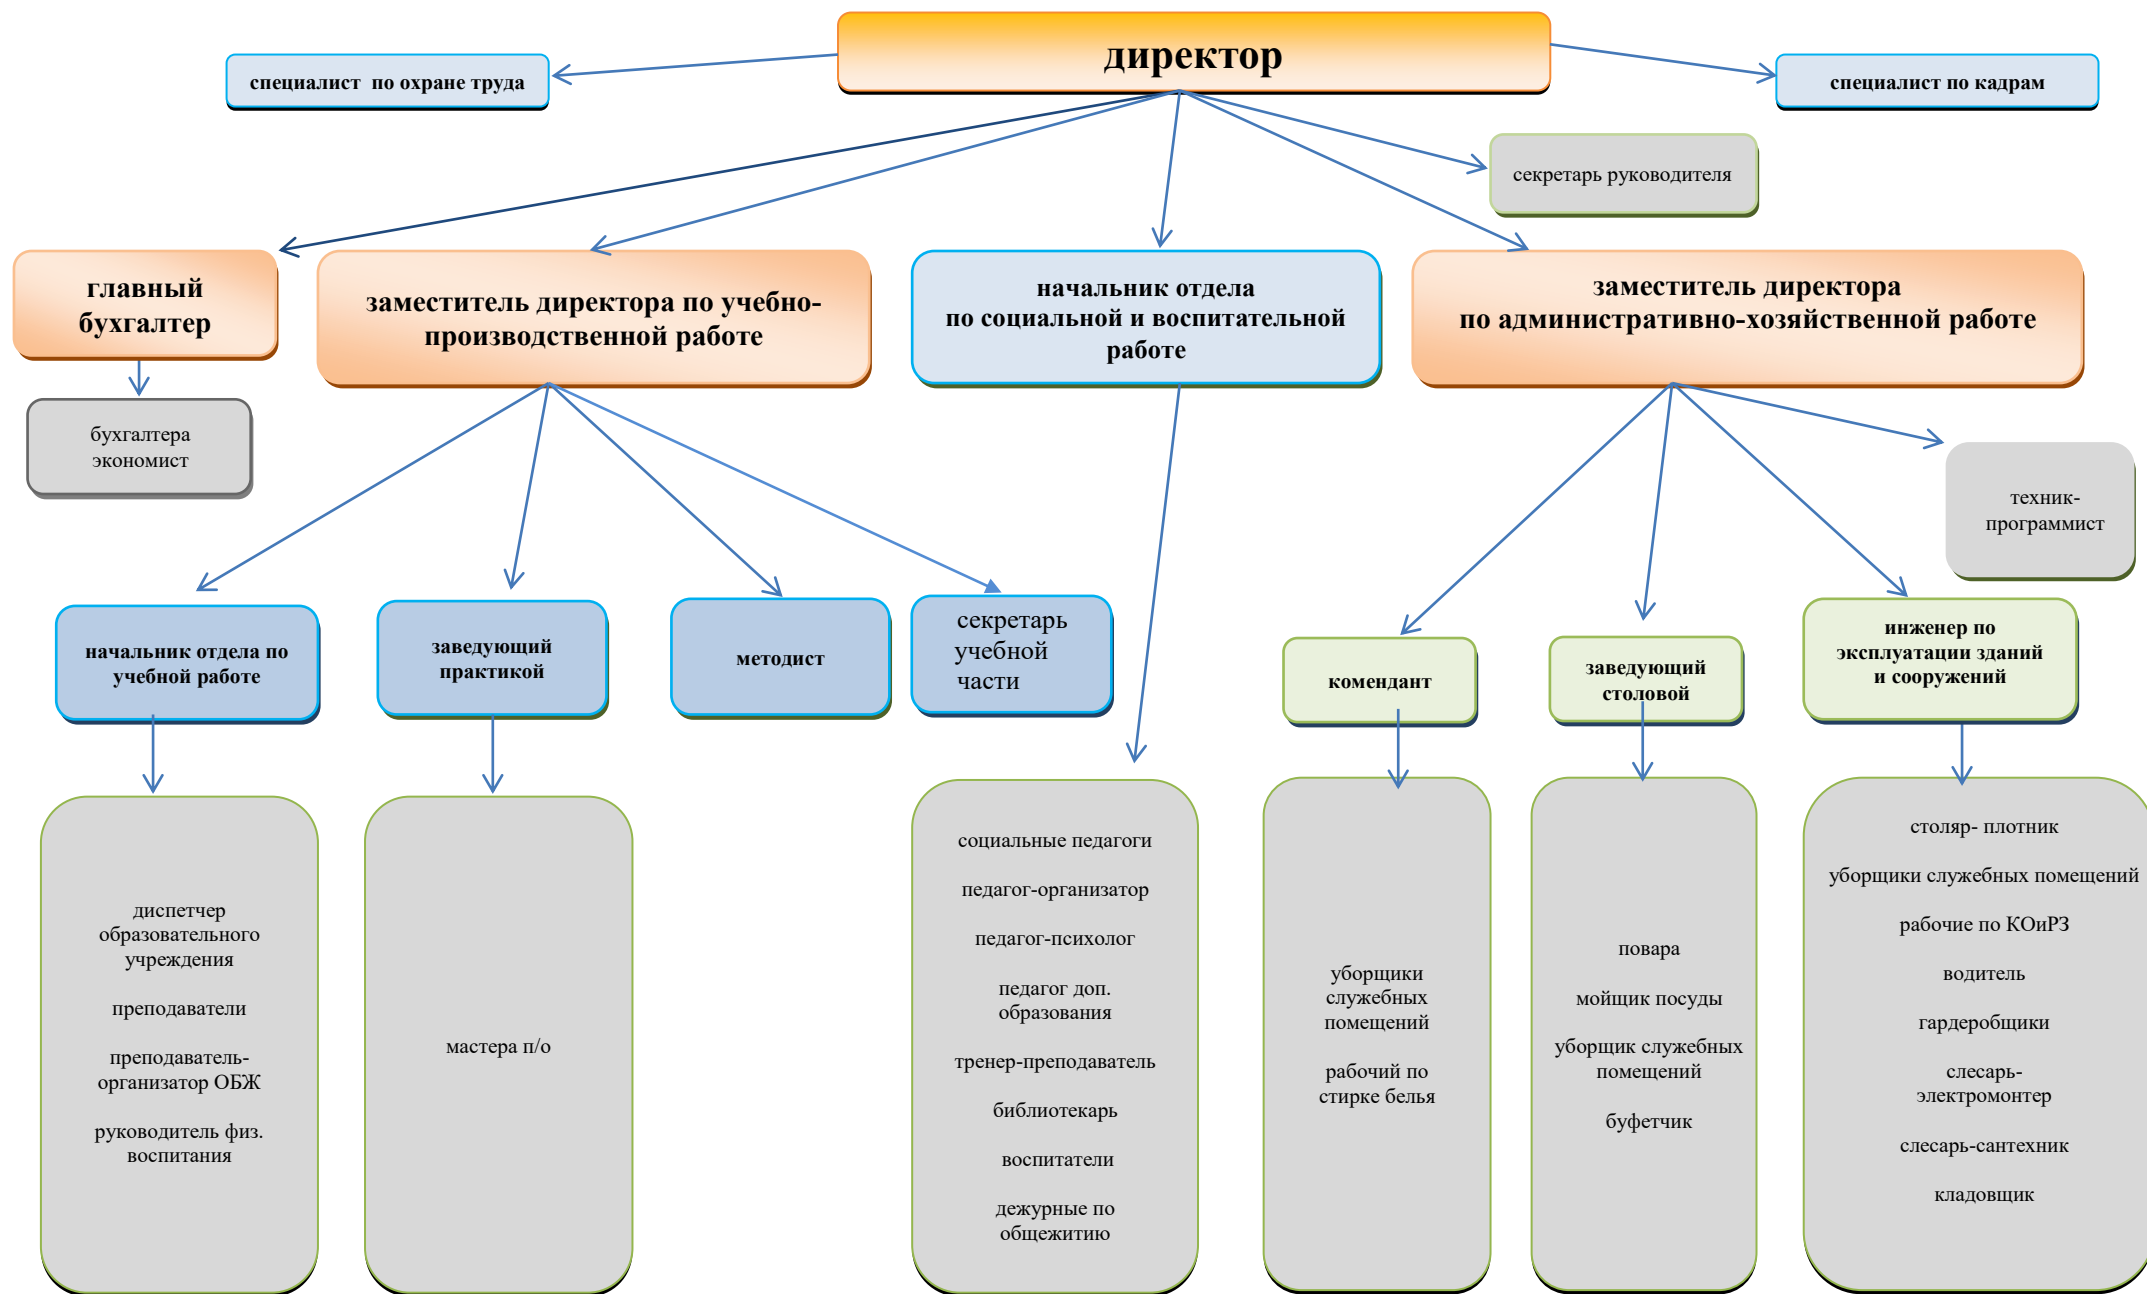 директор
специалист по охране труда
специалист по кадрам
секретарь руководителя
главный
бухгалтер
заместитель директора по учебно-
производственной работе
начальник отдела
по социальной и воспитательной
работе
заместитель директора
по административно-хозяйственной работе
бухгалтера
экономист
техник-
программист
начальник отдела по
учебной работе
заведующий
практикой
методист
секретарь
учебной
части
комендант
заведующий
столовой
инженер по
эксплуатации зданий
и сооружений
диспетчер
образовательного
учреждения
преподаватели
преподаватель-
организатор ОБЖ
руководитель физ.
воспитания
мастера п/о
социальные педагоги
педагог-организатор
педагог-психолог
педагог доп.
образования
тренер-преподаватель
библиотекарь
воспитатели
дежурные по
общежитию
уборщики
служебных
помещений
рабочий по
стирке белья
повара
мойщик посуды
уборщик служебных
помещений
буфетчик
столяр- плотник
уборщики служебных помещений
рабочие по КОиРЗ
водитель
гардеробщики
слесарь-
электромонтер
слесарь-сантехник
кладовщик